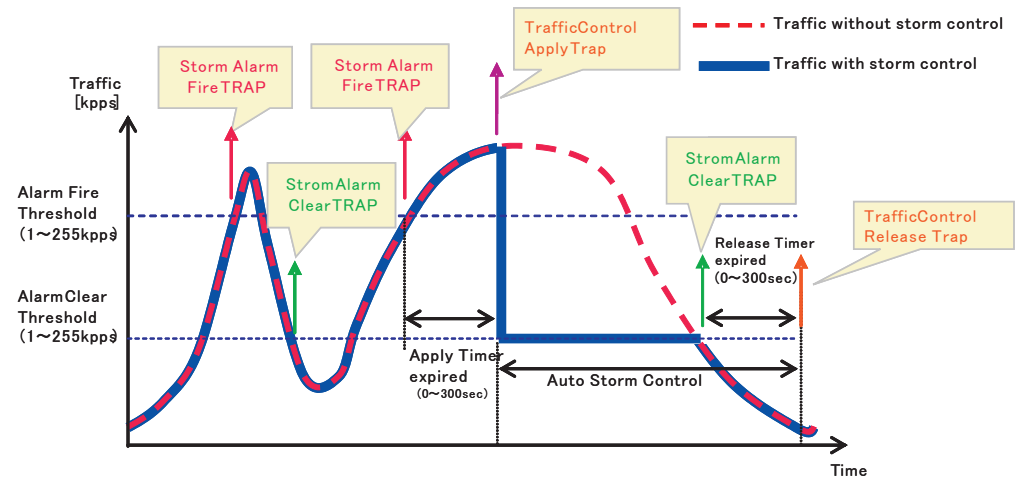 Traffic without storm control
Traffic with storm control
TrafficControl
ApplyTrap
Storm Alarm
FireTRAP
Storm Alarm
FireTRAP
Traffic
[kpps]
StromAlarm
ClearTRAP
StromAlarm
ClearTRAP
Alarm Fire
Threshold
(1～255kpps)
TrafficControl
Release Trap
Release Timer
expired
(0～300sec)
AlarmClear
Threshold
(1～255kpps)
Apply Timer
expired
(0～300sec)
Auto Storm Control
Time